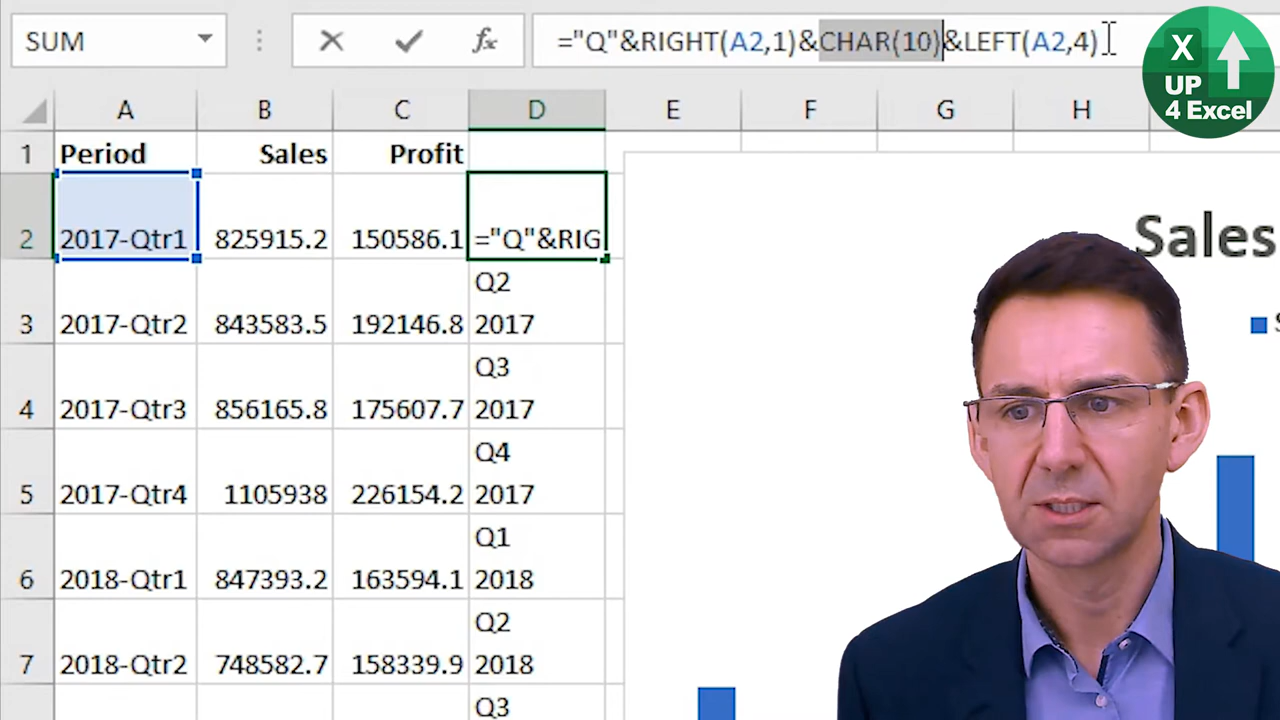 SUM
fx
="Q"&RIGHT(A2,1)&CHAR(10)&LEFT(A2,4)
X
UP
4 Excel
A B C D E F G H
1 Period Sales Profit
2 2017-Qtr1 825915.2 150586.1 ="Q"&RIG
Sales
Q2
3 2017-Qtr2 843583.5 192146.8 2017
Q3
4 2017-Qtr3 856165.8 175607.7 2017
Q4
5 2017-Qtr4 1105938 226154.2 2017
Q1
6 2018-Qtr1 847393.2 163594.1 2018
Q2
7 2018-Qtr2 748582.7 158339.9 2018
Q3